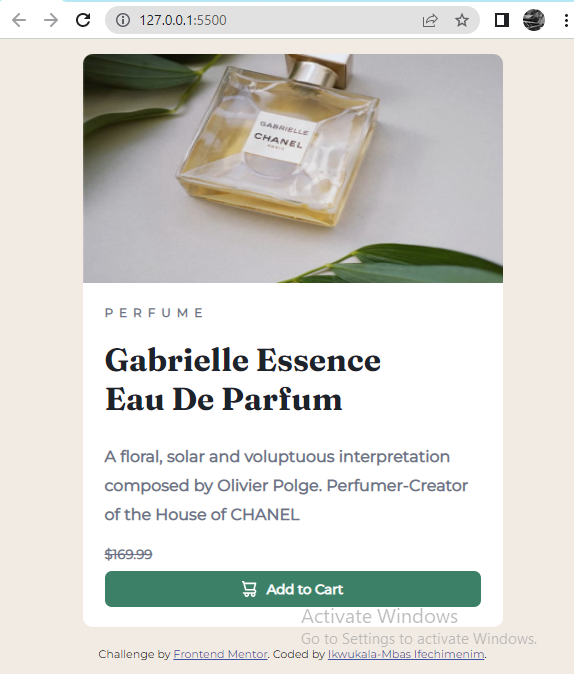 127.0.0.1:5500
GABRIELLE
CHANEL
PARIS
PERFUME
Gabrielle Essence
Eau De Parfum
A floral, solar and voluptuous interpretation
composed by Olivier Polge. Perfumer-Creator
of the House of CHANEL
$169.99
Add to Cart
Activate Windows
Go to Settings to activate Windows.
Challenge by Frontend Mentor. Coded by Ikwukala-Mbas Ifechimenim.